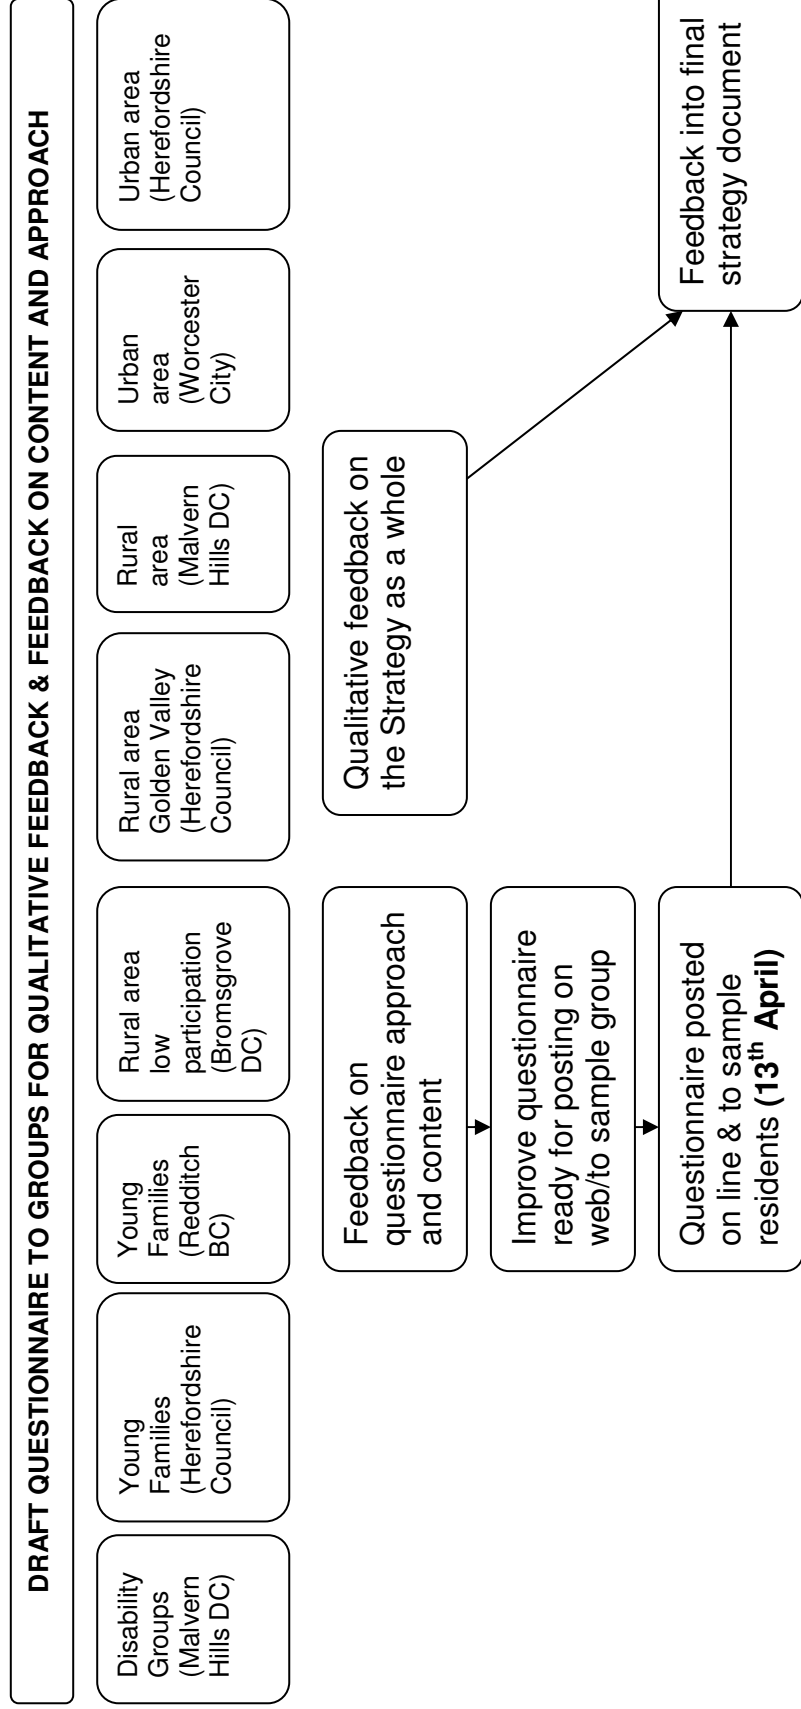 DRAFT QUESTIONNAIRE TO GROUPS FOR QUALITATIVE FEEDBACK & FEEDBACK ON CONTENT AND APPROACH
Disability
Groups
(Malvern
Hills DC)
Young
Families
(Herefordshire
Council)
Young
Families
(Redditch
BC)
Rural area
low
participation
(Bromsgrove
DC)
Rural area
Golden Valley
(Herefordshire
Council)
Rural
area
(Malvern
Hills DC)
Urban
area
(Worcester
City)
Urban area
(Herefordshire
Council)
Feedback on
questionnaire approach
and content
Qualitative feedback on
the Strategy as a whole
Improve questionnaire
ready for posting on
web/to sample group
Questionnaire posted
on line & to sample
residents (13th April)
Feedback into final
strategy document